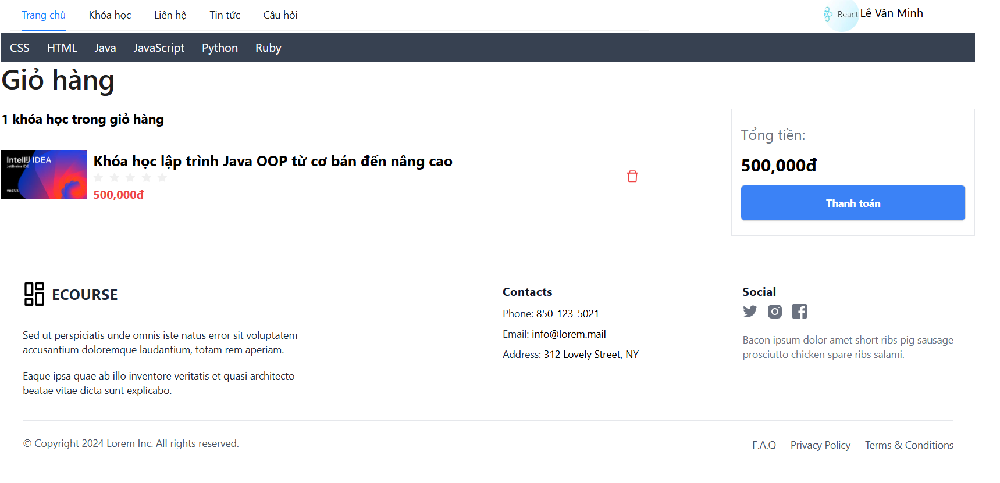 Trang chủ Khóa học Liên hệ Tin tức Câu hỏi React Lê Văn Minh
CSS HTML Java JavaScript Python Ruby
Giỏ hàng
1 khóa học trong giỏ hàng
IntelliJ IDEA
JetBrains IDE
2023.3
Khóa học lập trình Java OOP từ cơ bản đến nâng cao
500,000đ
Tổng tiền:
500,000đ
Thanh toán
ECOURSE
Sed ut perspiciatis unde omnis iste natus error sit voluptatem
accusantium doloremque laudantium, totam rem aperiam.
Eaque ipsa quae ab illo inventore veritatis et quasi architecto
beatae vitae dicta sunt explicabo.
Contacts
Phone: 850-123-5021
Email: info@lorem.mail
Address: 312 Lovely Street, NY
Social
Bacon ipsum dolor amet short ribs pig sausage
prosciutto chicken spare ribs salami.
© Copyright 2024 Lorem Inc. All rights reserved.
F.A.Q Privacy Policy Terms & Conditions